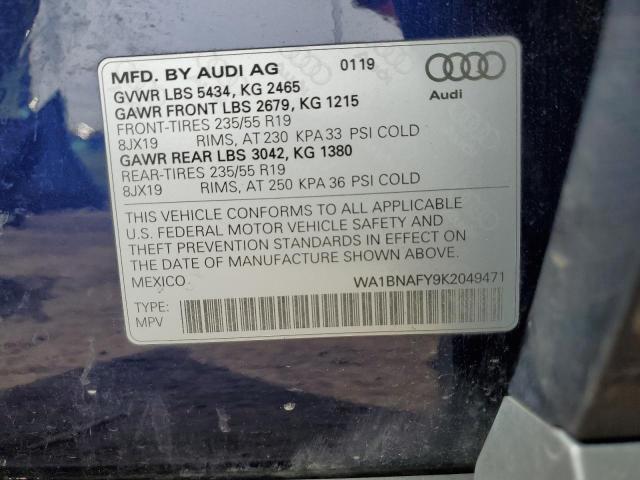 MFD. BY AUDI AG 0119
GVWR LBS 5434, KG 2465
GAWR FRONT LBS 2679, KG 1215
Audi
FRONT-TIRES 235/55 R19
8JX19 RIMS, AT 230 KPA 33 PSI COLD
GAWR REAR LBS 3042, KG 1380
REAR-TIRES 235/55 R19
8JX19 RIMS, AT 250 KPA 36 PSI COLD
THIS VEHICLE CONFORMS TO ALL APPLICABLE
U.S. FEDERAL MOTOR VEHICLE SAFETY AND
THEFT PREVENTION STANDARDS IN EFFECT ON
THE DATE OF MANUFACTURE SHOWN ABOVE.
MEXICO. WA1BNAFY9K2049471
TYPE:
MPV